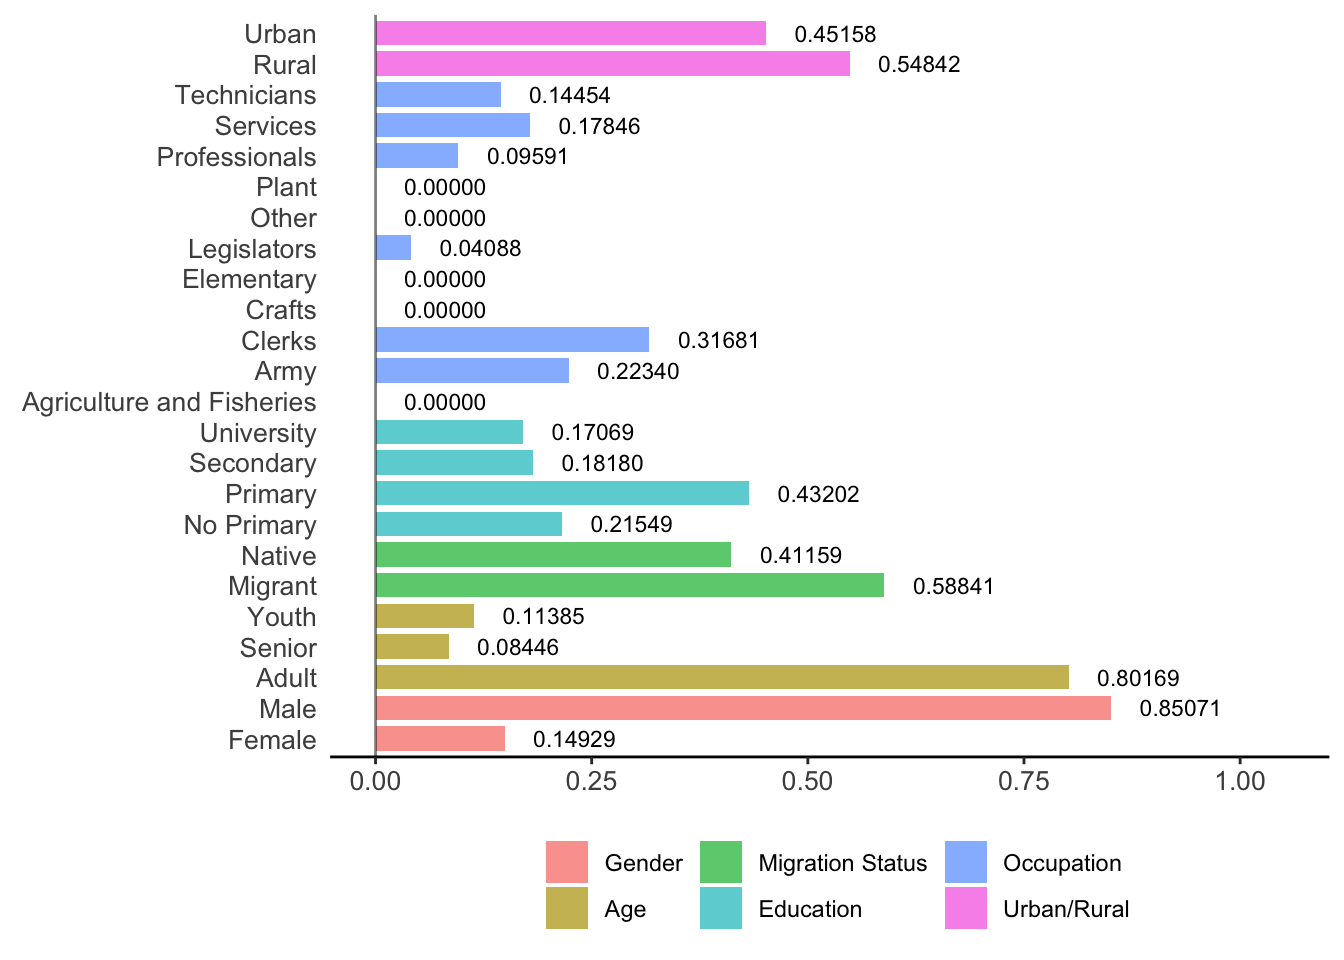 Urban 0.45158
Rural 0.54842
Technicians 0.14454
Services 0.17846
Professionals 0.09591
Plant 0.00000
Other 0.00000
Legislators 0.04088
Elementary 0.00000
Crafts 0.00000
Clerks 0.31681
Army 0.22340
Agriculture and Fisheries 0.00000
University 0.17069
Secondary 0.18180
Primary 0.43202
No Primary 0.21549
Native 0.41159
Migrant 0.58841
Youth 0.11385
Senior 0.08446
Adult 0.80169
Male 0.85071
Female 0.14929
0.00 0.25 0.50 0.75 1.00
Gender Migration Status Occupation
Age Education Urban/Rural